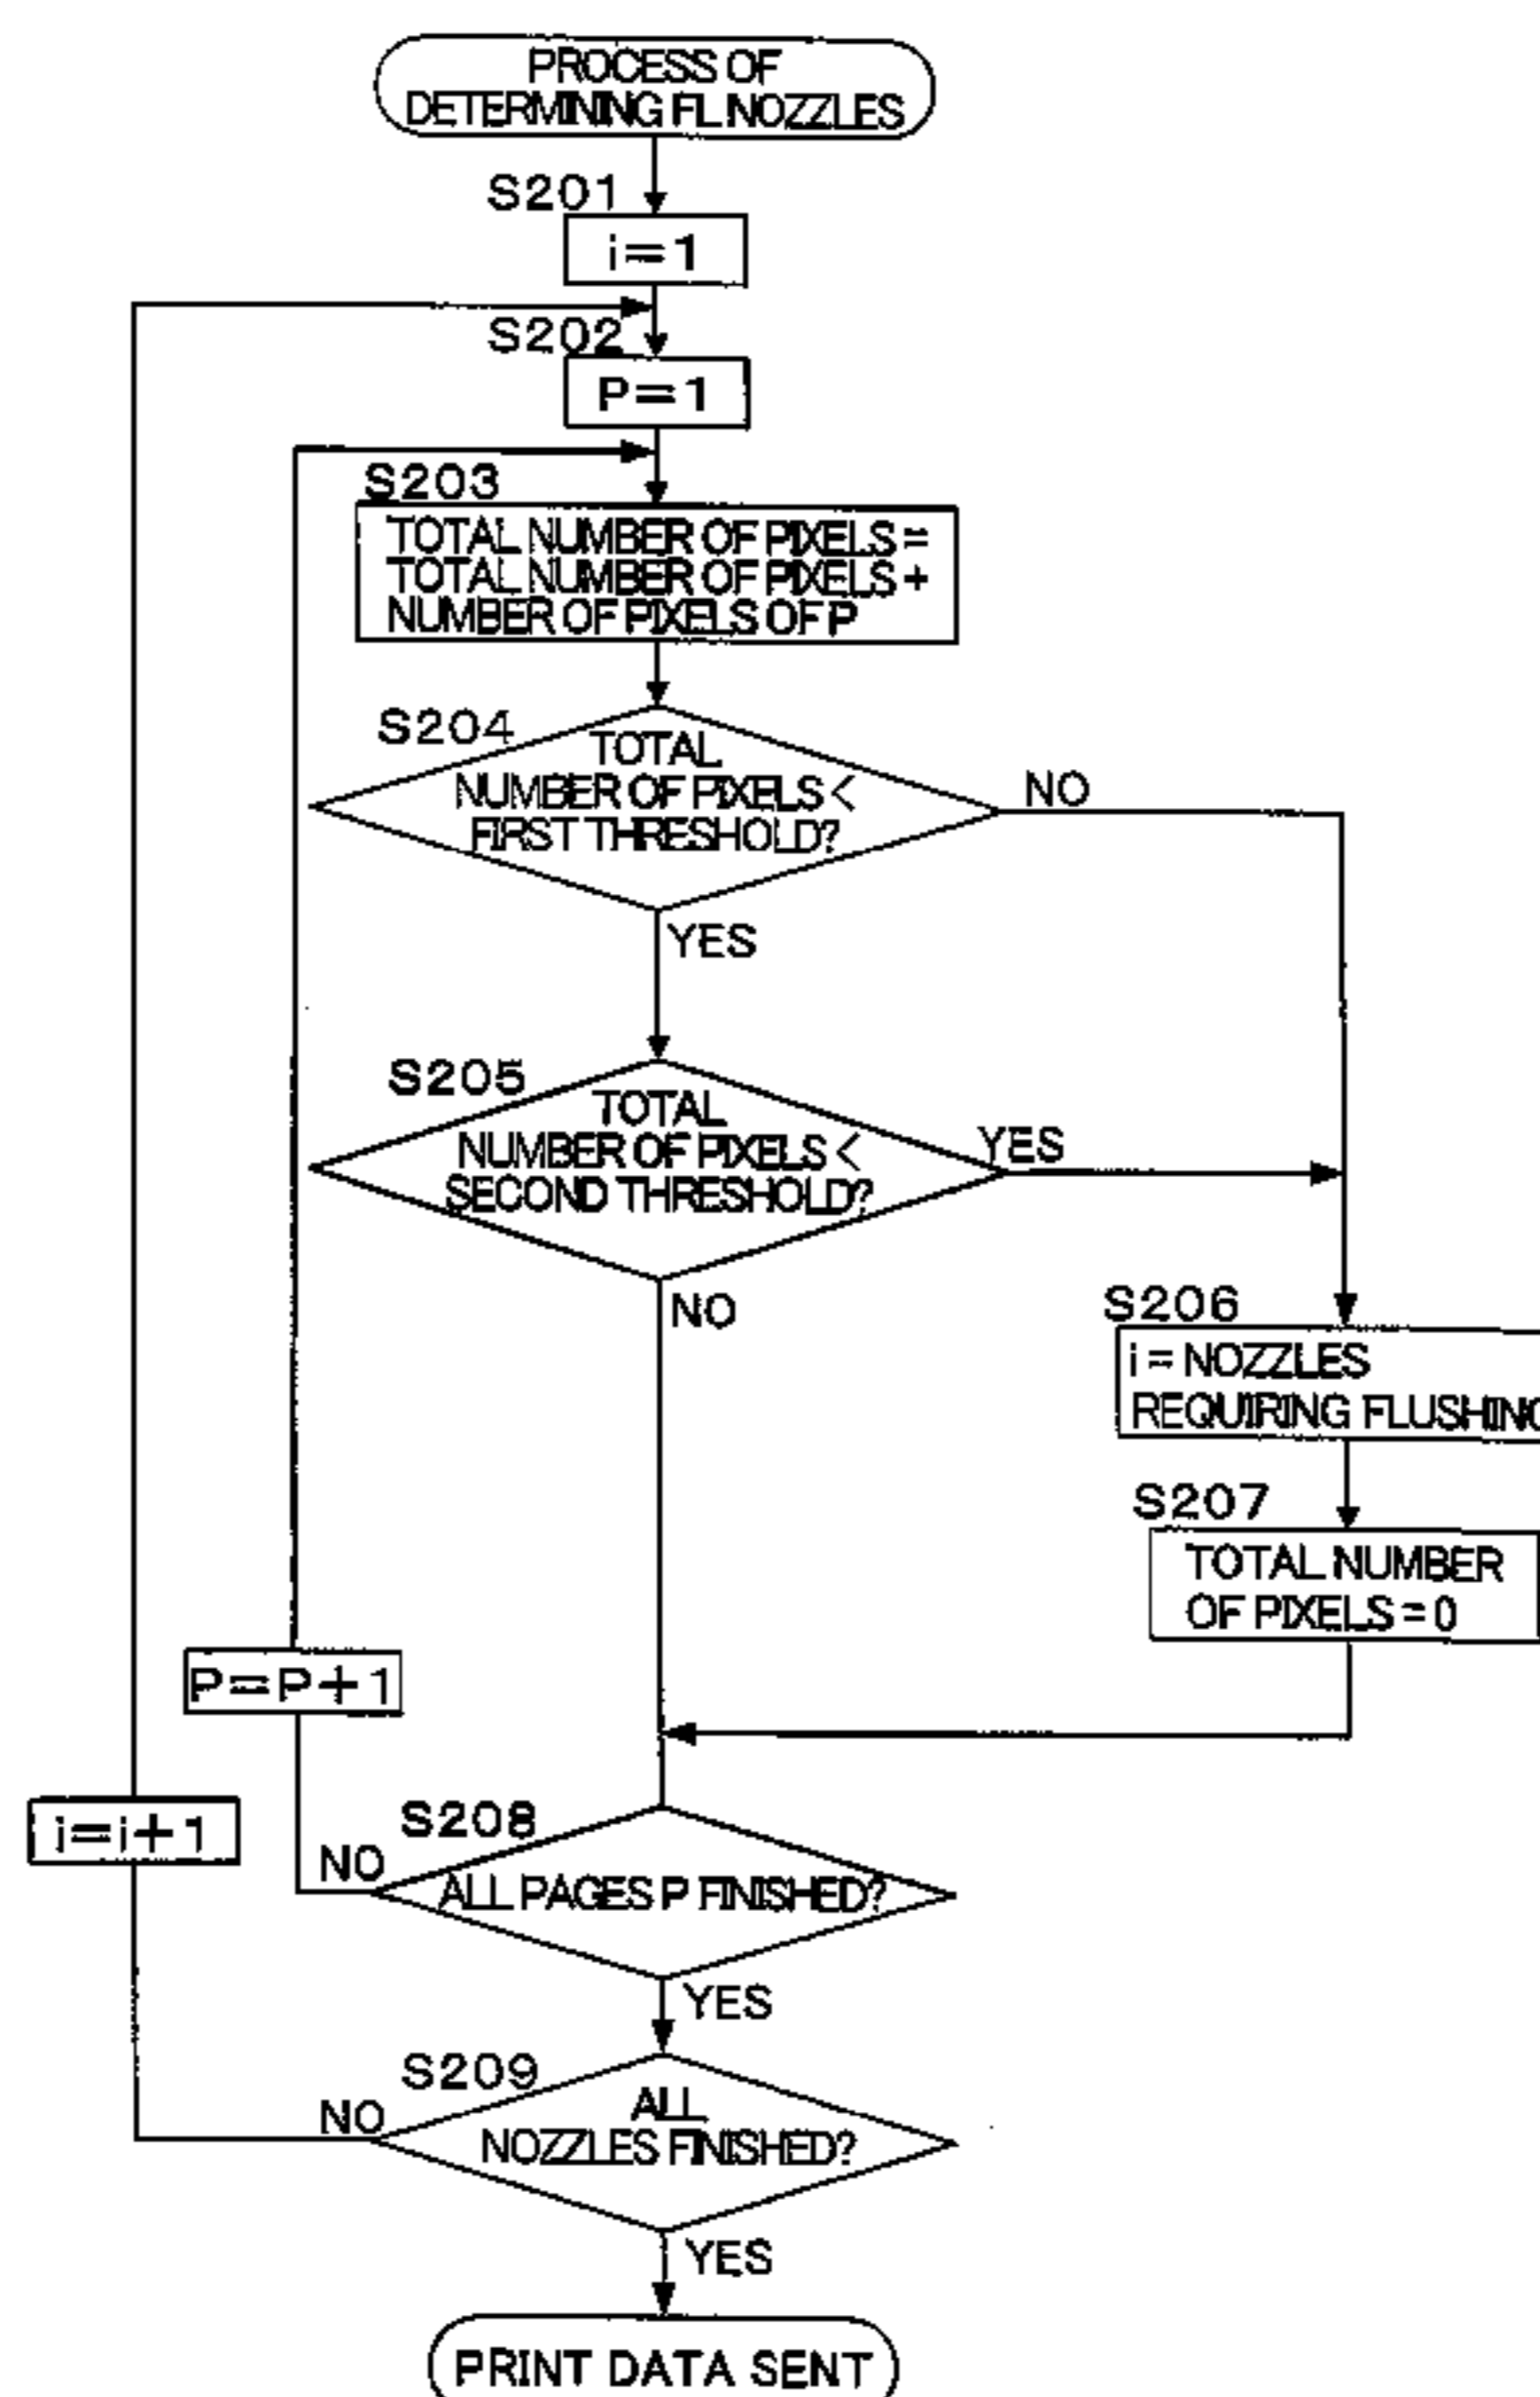 PROCESS OF
DETERMINING FL NOZZLES
S201
i=1
S202
P=1
S203
TOTAL NUMBER OF PIXELS =
TOTAL NUMBER OF PIXELS +
NUMBER OF PIXELS OF P
S204
TOTAL
NUMBER OF PIXELS <
FIRST THRESHOLD?
NO
YES
S205
TOTAL
NUMBER OF PIXELS <
SECOND THRESHOLD?
YES
NO
S206
i = NOZZLES
REQUIRING FLUSHING
S207
TOTAL NUMBER
OF PIXELS = 0
P=P+1
i=i+1
S208
NO
ALL PAGES P FINISHED?
YES
S209
NO
ALL
NOZZLES FINISHED?
YES
PRINT DATA SENT